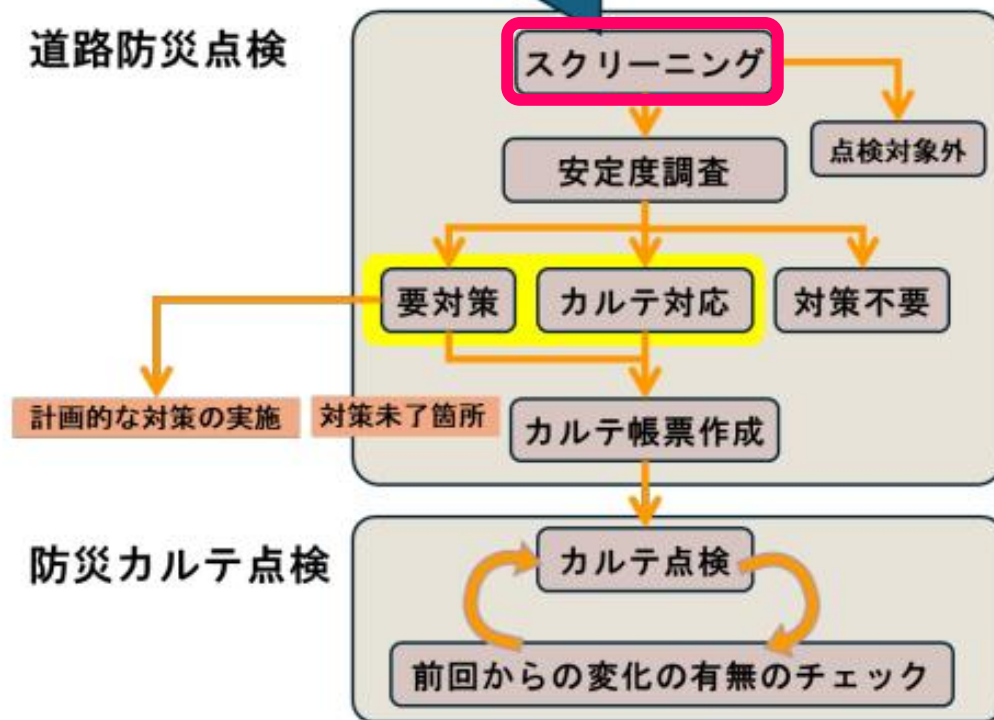 道路防災点検
スクリーニング
点検対象外
安定度調査
要対策
カルテ対応
対策不要
計画的な対策の実施
対策未了箇所
カルテ帳票作成
防災カルテ点検
カルテ点検
前回からの変化の有無のチェック